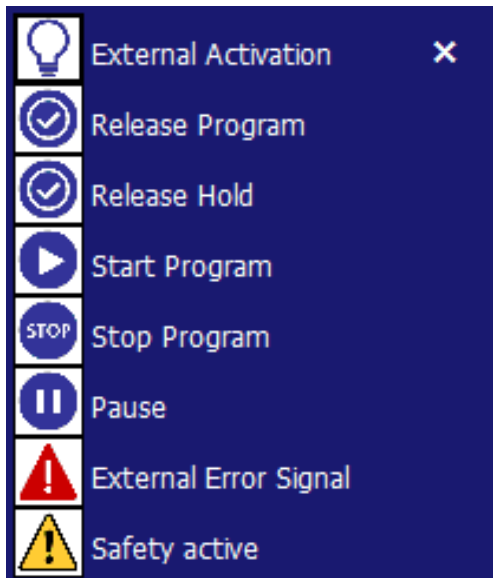 External Activation ×
Release Program
Release Hold
Start Program
STOP Stop Program
Pause
External Error Signal
Safety active